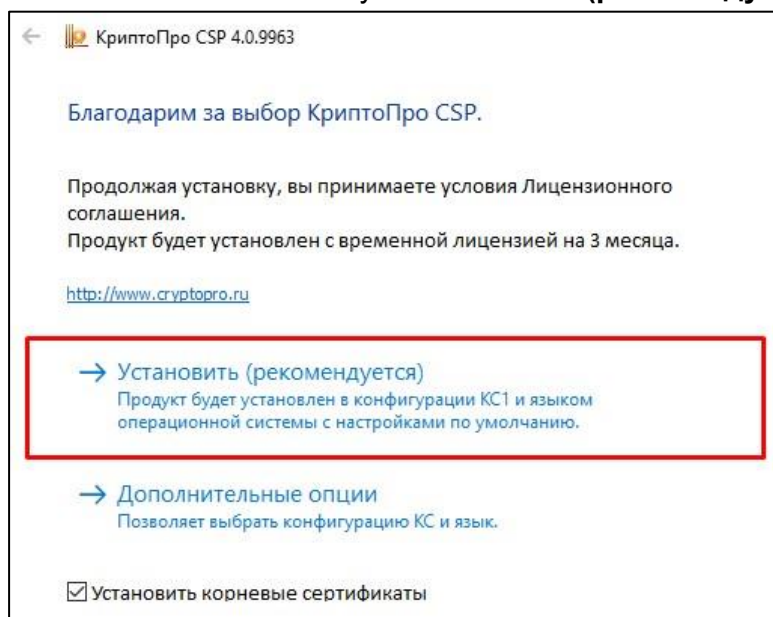 КриптоПро CSP 4.0.9963
Благодарим за выбор КриптоПро CSP.
Продолжая установку, вы принимаете условия Лицензионного
соглашения.
Продукт будет установлен с временной лицензией на 3 месяца.
http://www.cryptopro.ru
Установить (рекомендуется)
Продукт будет установлен в конфигурации КС1 и языком
операционной системы с настройками по умолчанию.
Дополнительные опции
Позволяет выбрать конфигурацию КС и язык.
Установить корневые сертификаты